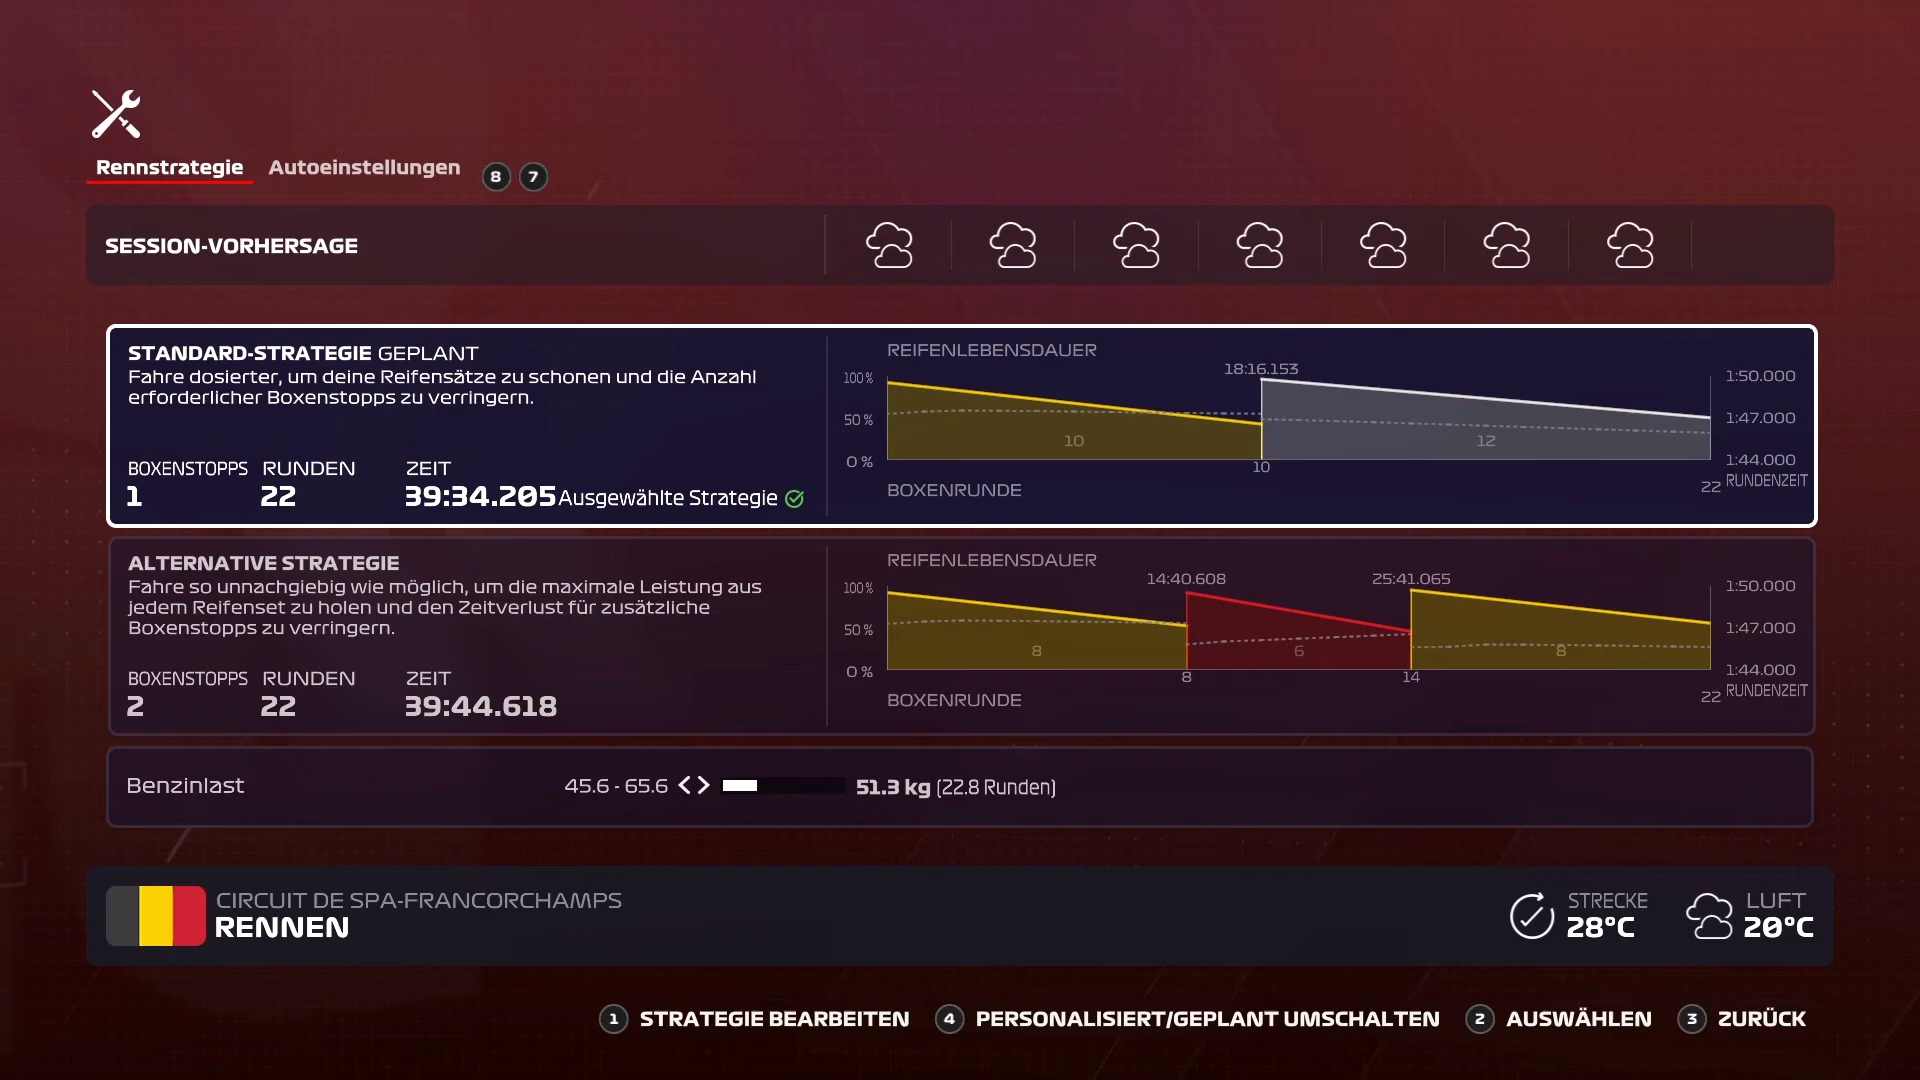 Rennstrategie Autoeinstellungen 8 7
SESSION-VORHERSAGE
STANDARD-STRATEGIE GEPLANT
Fahre dosierter, um deine Reifensätze zu schonen und die Anzahl
erforderlicher Boxenstopps zu verringern.
BOXENSTOPPS RUNDEN ZEIT
1 22 39:34.205 Ausgewählte Strategie
REIFENLEBENSDAUER
18:16.153
100 % 1:50.000
50 % 1:47.000
10 12
0 % 10 1:44.000
BOXENRUNDE 22 RUNDENZEIT
ALTERNATIVE STRATEGIE
Fahre so unnachgiebig wie möglich, um die maximale Leistung aus
jedem Reifenset zu holen und den Zeitverlust für zusätzliche
Boxenstopps zu verringern.
BOXENSTOPPS RUNDEN ZEIT
2 22 39:44.618
REIFENLEBENSDAUER
14:40.608 25:41.065
100 % 1:50.000
50 % 1:47.000
8 6 8
0 % 8 14 1:44.000
BOXENRUNDE 22 RUNDENZEIT
Benzinlast 45.6 - 65.6 < > 51.3 kg (22.8 Runden)
CIRCUIT DE SPA-FRANCORCHAMPS
RENNEN
STRECKE
28°C
LUFT
20°C
1 STRATEGIE BEARBEITEN 4 PERSONALISIERT/GEPLANT UMSCHALTEN 2 AUSWÄHLEN 3 ZURÜCK